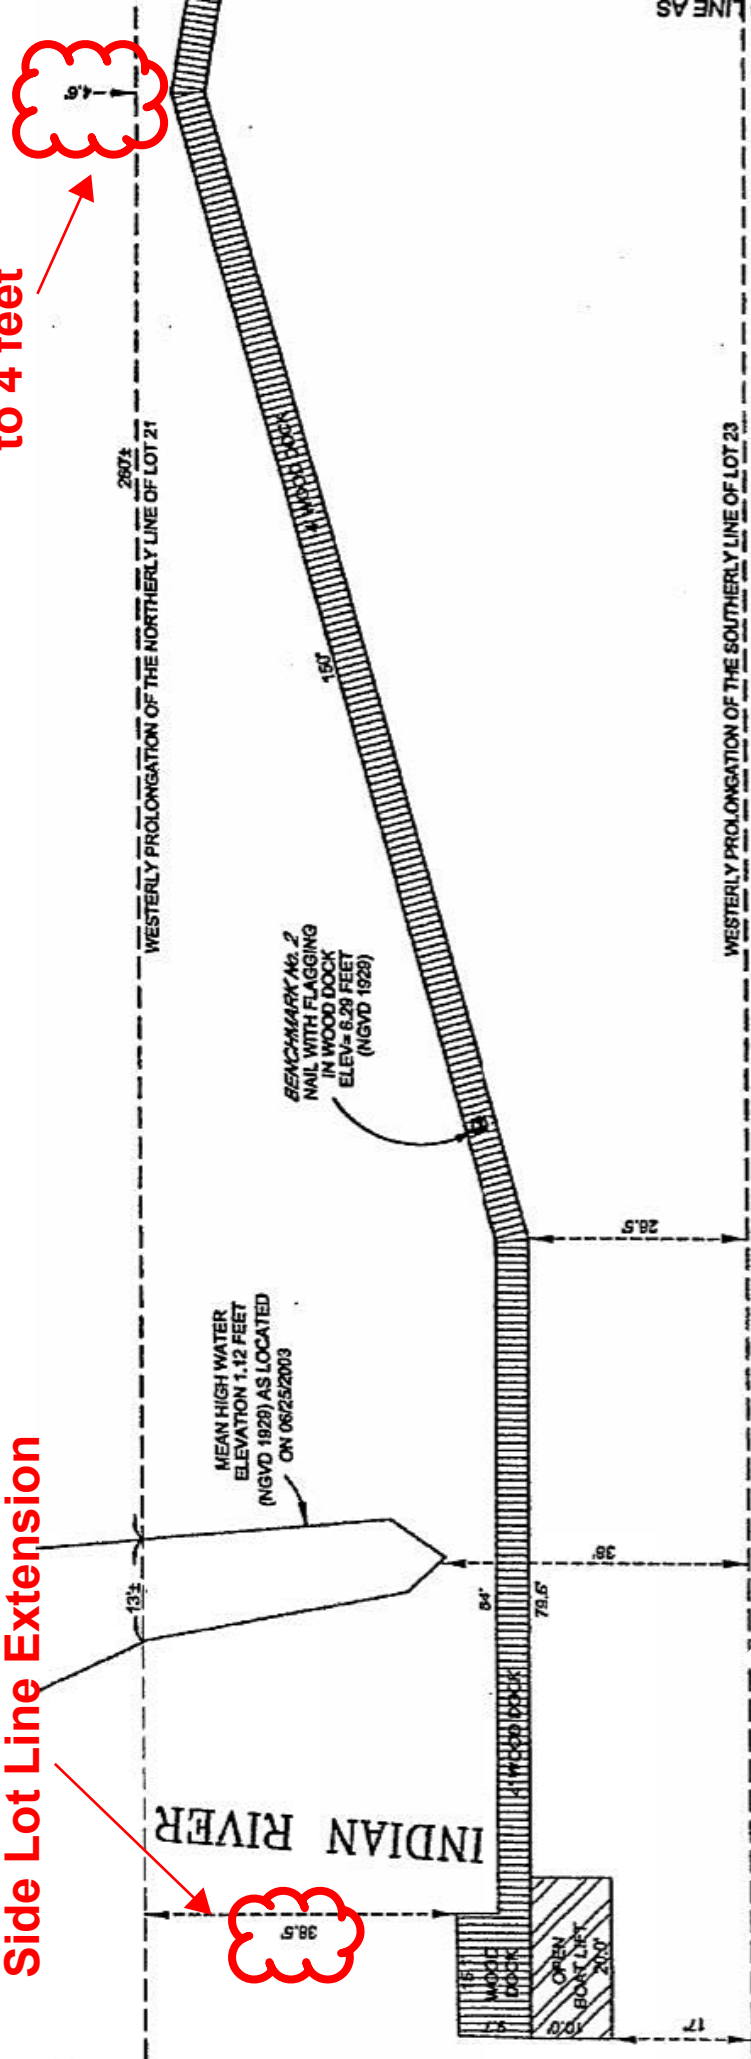 LINE AS
4.6'
to 4 feet
260'±
WESTERLY PROLONGATION OF THE NORTHERLY LINE OF LOT 21
4' WOOD DOCK
150'
WESTERLY PROLONGATION OF THE SOUTHERLY LINE OF LOT 23
BENCHMARK No. 2
NAIL WITH FLAGGING
IN WOOD DOCK
ELEV= 6.29 FEET
(NGVD 1929)
26.5'
MEAN HIGH WATER
ELEVATION 1.12 FEET
(NGVD 1929) AS LOCATED
ON 06/25/2003
Side Lot Line Extension
13'±
38'
84'
79.6'
4' WOOD DOCK
INDIAN RIVER
38.5'
WOOD
DOCK
9.7'
OPEN
BOAT LIFT
20.0'
10.0'
17'